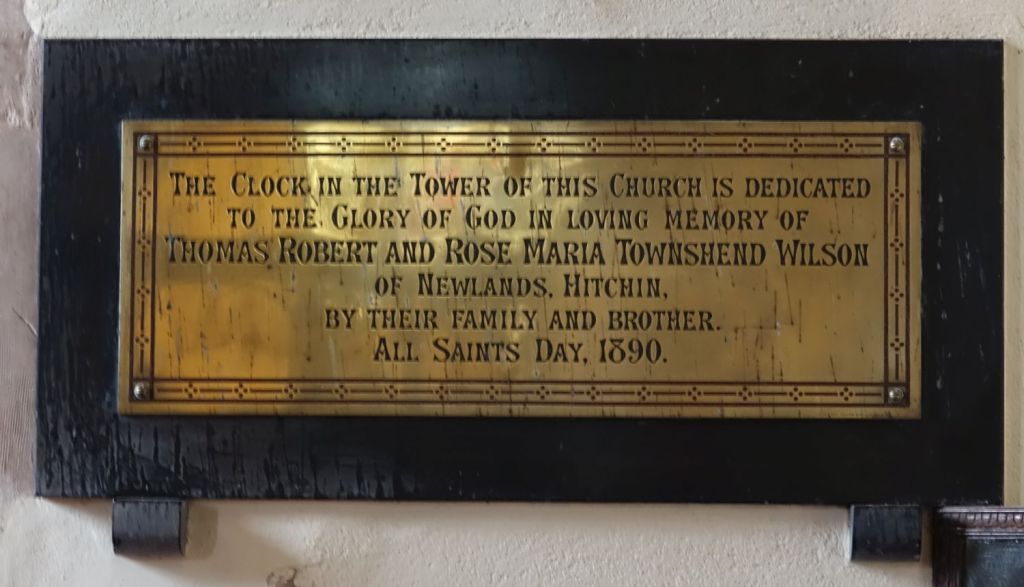 THE CLOCK IN THE TOWER OF THIS CHURCH IS DEDICATED
TO THE GLORY OF GOD IN LOVING MEMORY OF
THOMAS ROBERT AND ROSE MARIA TOWNSHEND WILSON
OF NEWLANDS, HITCHIN,
BY THEIR FAMILY AND BROTHER.
ALL SAINTS DAY, 1890.